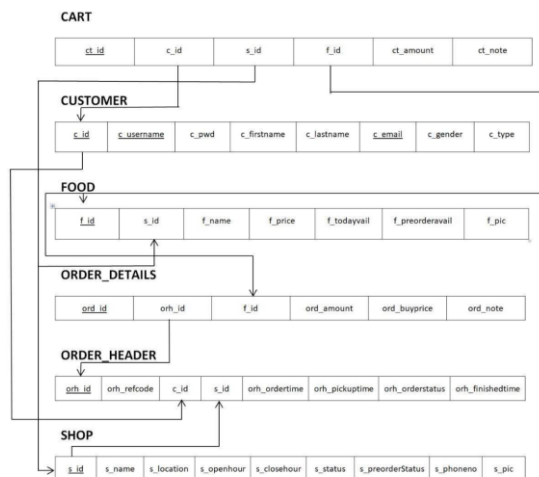 CART
ct_id c_id s_id f_id ct_amount ct_note
CUSTOMER
c_id c_username c_pwd c_firstname c_lastname c_email c_gender c_type
FOOD
f_id s_id f_name f_price f_todayvail f_preorderavail f_pic
ORDER_DETAILS
ord_id orh_id f_id ord_amount ord_buyprice ord_note
ORDER_HEADER
orh_id orh_refcode c_id s_id orh_ordertime orh_pickuptime orh_orderstatus orh_finishedtime
SHOP
s_id s_name s_location s_openhour s_closehour s_status s_preorderStatus s_phoneno s_pic